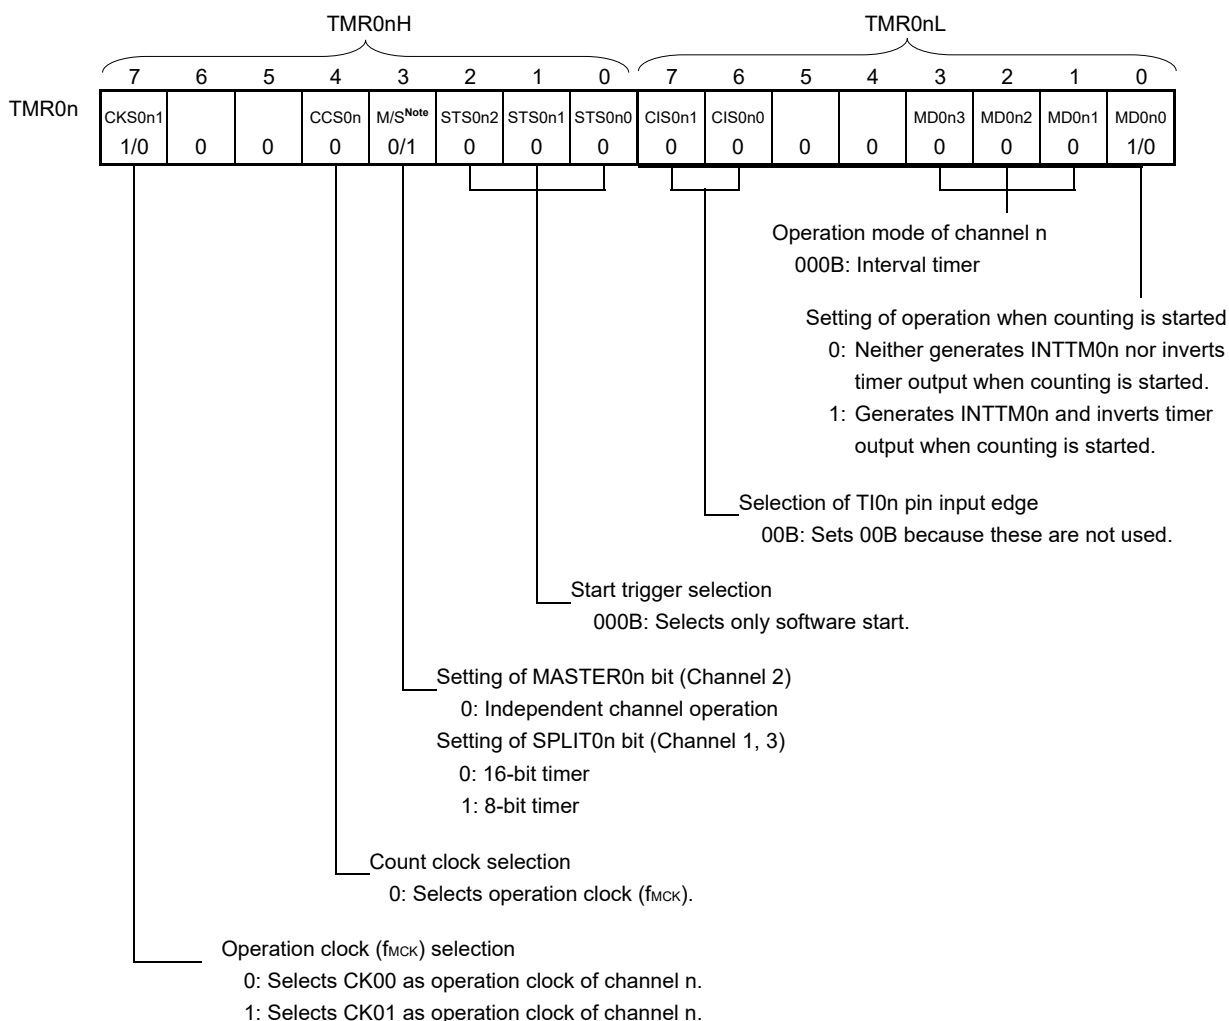 TMR0nH TMR0nL
7 6 5 4 3 2 1 0 7 6 5 4 3 2 1 0
TMR0n
CKS0n1 CCS0n M/SNote STS0n2 STS0n1 STS0n0 CIS0n1 CIS0n0 MD0n3 MD0n2 MD0n1 MD0n0
1/0 0 0 0 0/1 0 0 0 0 0 0 0 0 0 0 1/0
Operation mode of channel n
000B: Interval timer
Setting of operation when counting is started
0: Neither generates INTTM0n nor inverts
timer output when counting is started.
1: Generates INTTM0n and inverts timer
output when counting is started.
Selection of TI0n pin input edge
00B: Sets 00B because these are not used.
Start trigger selection
000B: Selects only software start.
Setting of MASTER0n bit (Channel 2)
0: Independent channel operation
Setting of SPLIT0n bit (Channel 1, 3)
0: 16-bit timer
1: 8-bit timer
Count clock selection
0: Selects operation clock (fMCK).
Operation clock (fMCK) selection
0: Selects CK00 as operation clock of channel n.
1: Selects CK01 as operation clock of channel n.